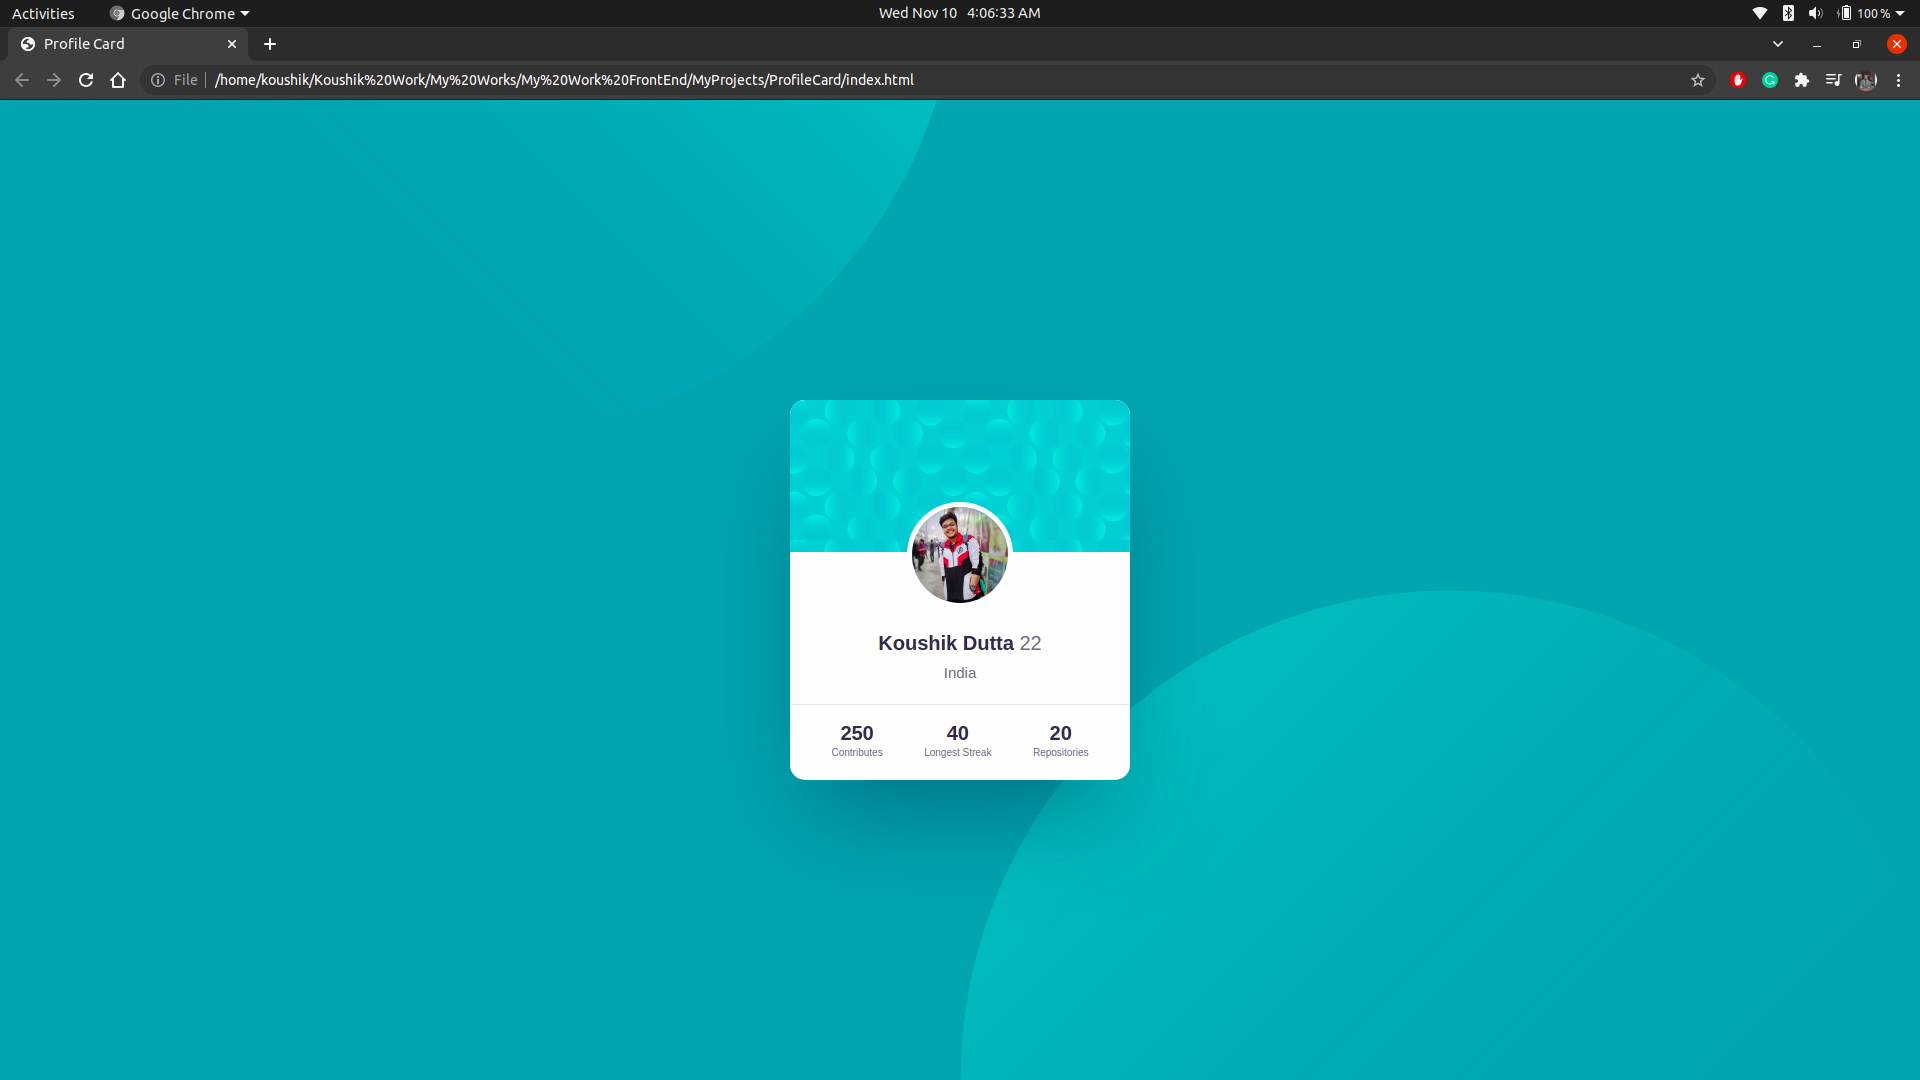 Activities Google Chrome Wed Nov 10 4:06:33 AM 100 %
Profile Card
File /home/koushik/Koushik%20Work/My%20Works/My%20Work%20FrontEnd/MyProjects/ProfileCard/index.html
Koushik Dutta 22
India
250 40 20
Contributes Longest Streak Repositories